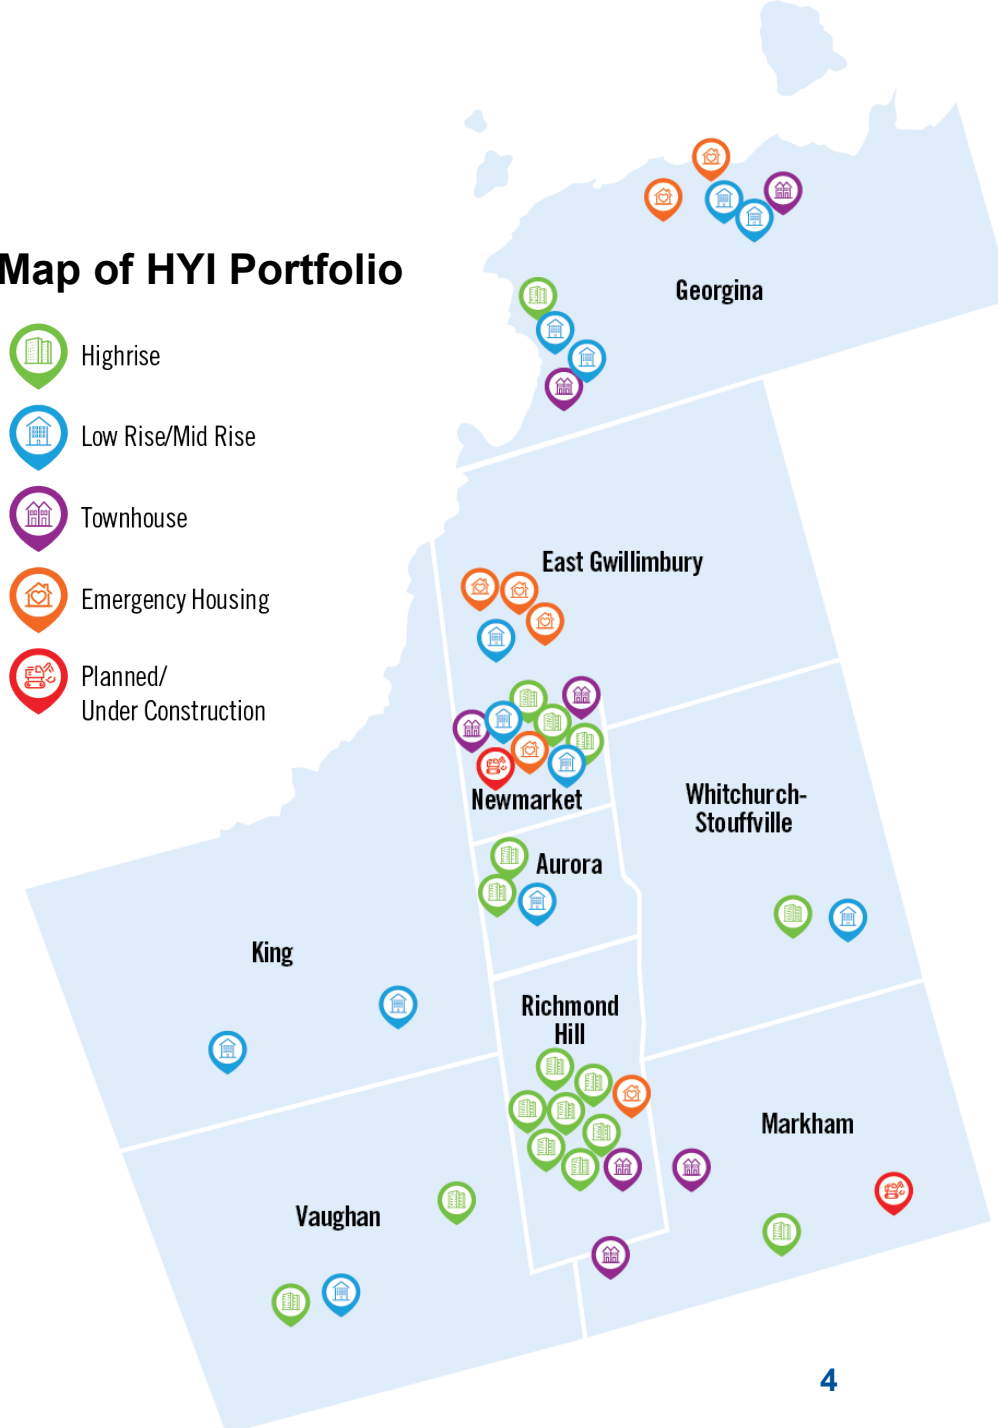 Map of HYI Portfolio
Highrise
Low Rise/Mid Rise
Townhouse
Emergency Housing
Planned/
Under Construction
Georgina
East Gwillimbury
Newmarket
Whitchurch-
Stouffville
Aurora
King
Richmond
Hill
Markham
Vaughan
4